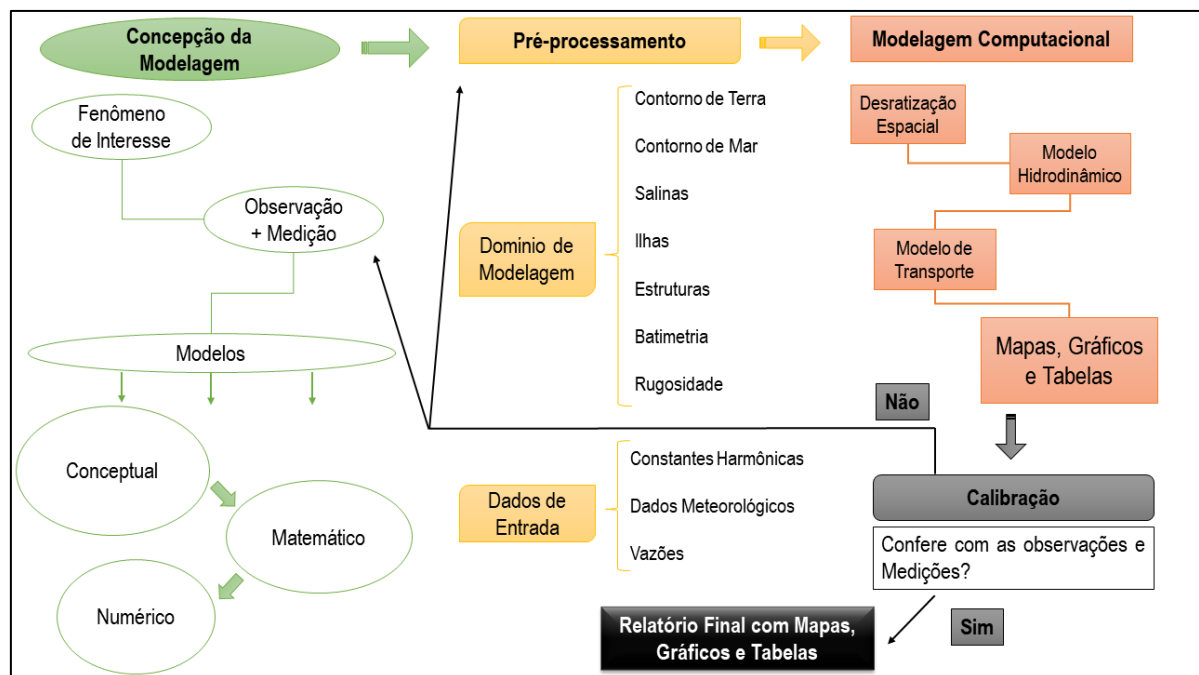 Concepção da
Modelagem
Fenômeno
de Interesse
Observação
+ Medição
Modelos
Conceptual
Matemático
Numérico
Pré-processamento
Dominio de
Modelagem
Contorno de Terra
Contorno de Mar
Salinas
Ilhas
Estruturas
Batimetria
Rugosidade
Dados de
Entrada
Constantes Harmônicas
Dados Meteorológicos
Vazões
Modelagem Computacional
Desratização
Espacial
Modelo
Hidrodinâmico
Modelo de
Transporte
Mapas, Gráficos
e Tabelas
Não
Calibração
Confere com as observações e
Medições?
Sim
Relatório Final com Mapas,
Gráficos e Tabelas